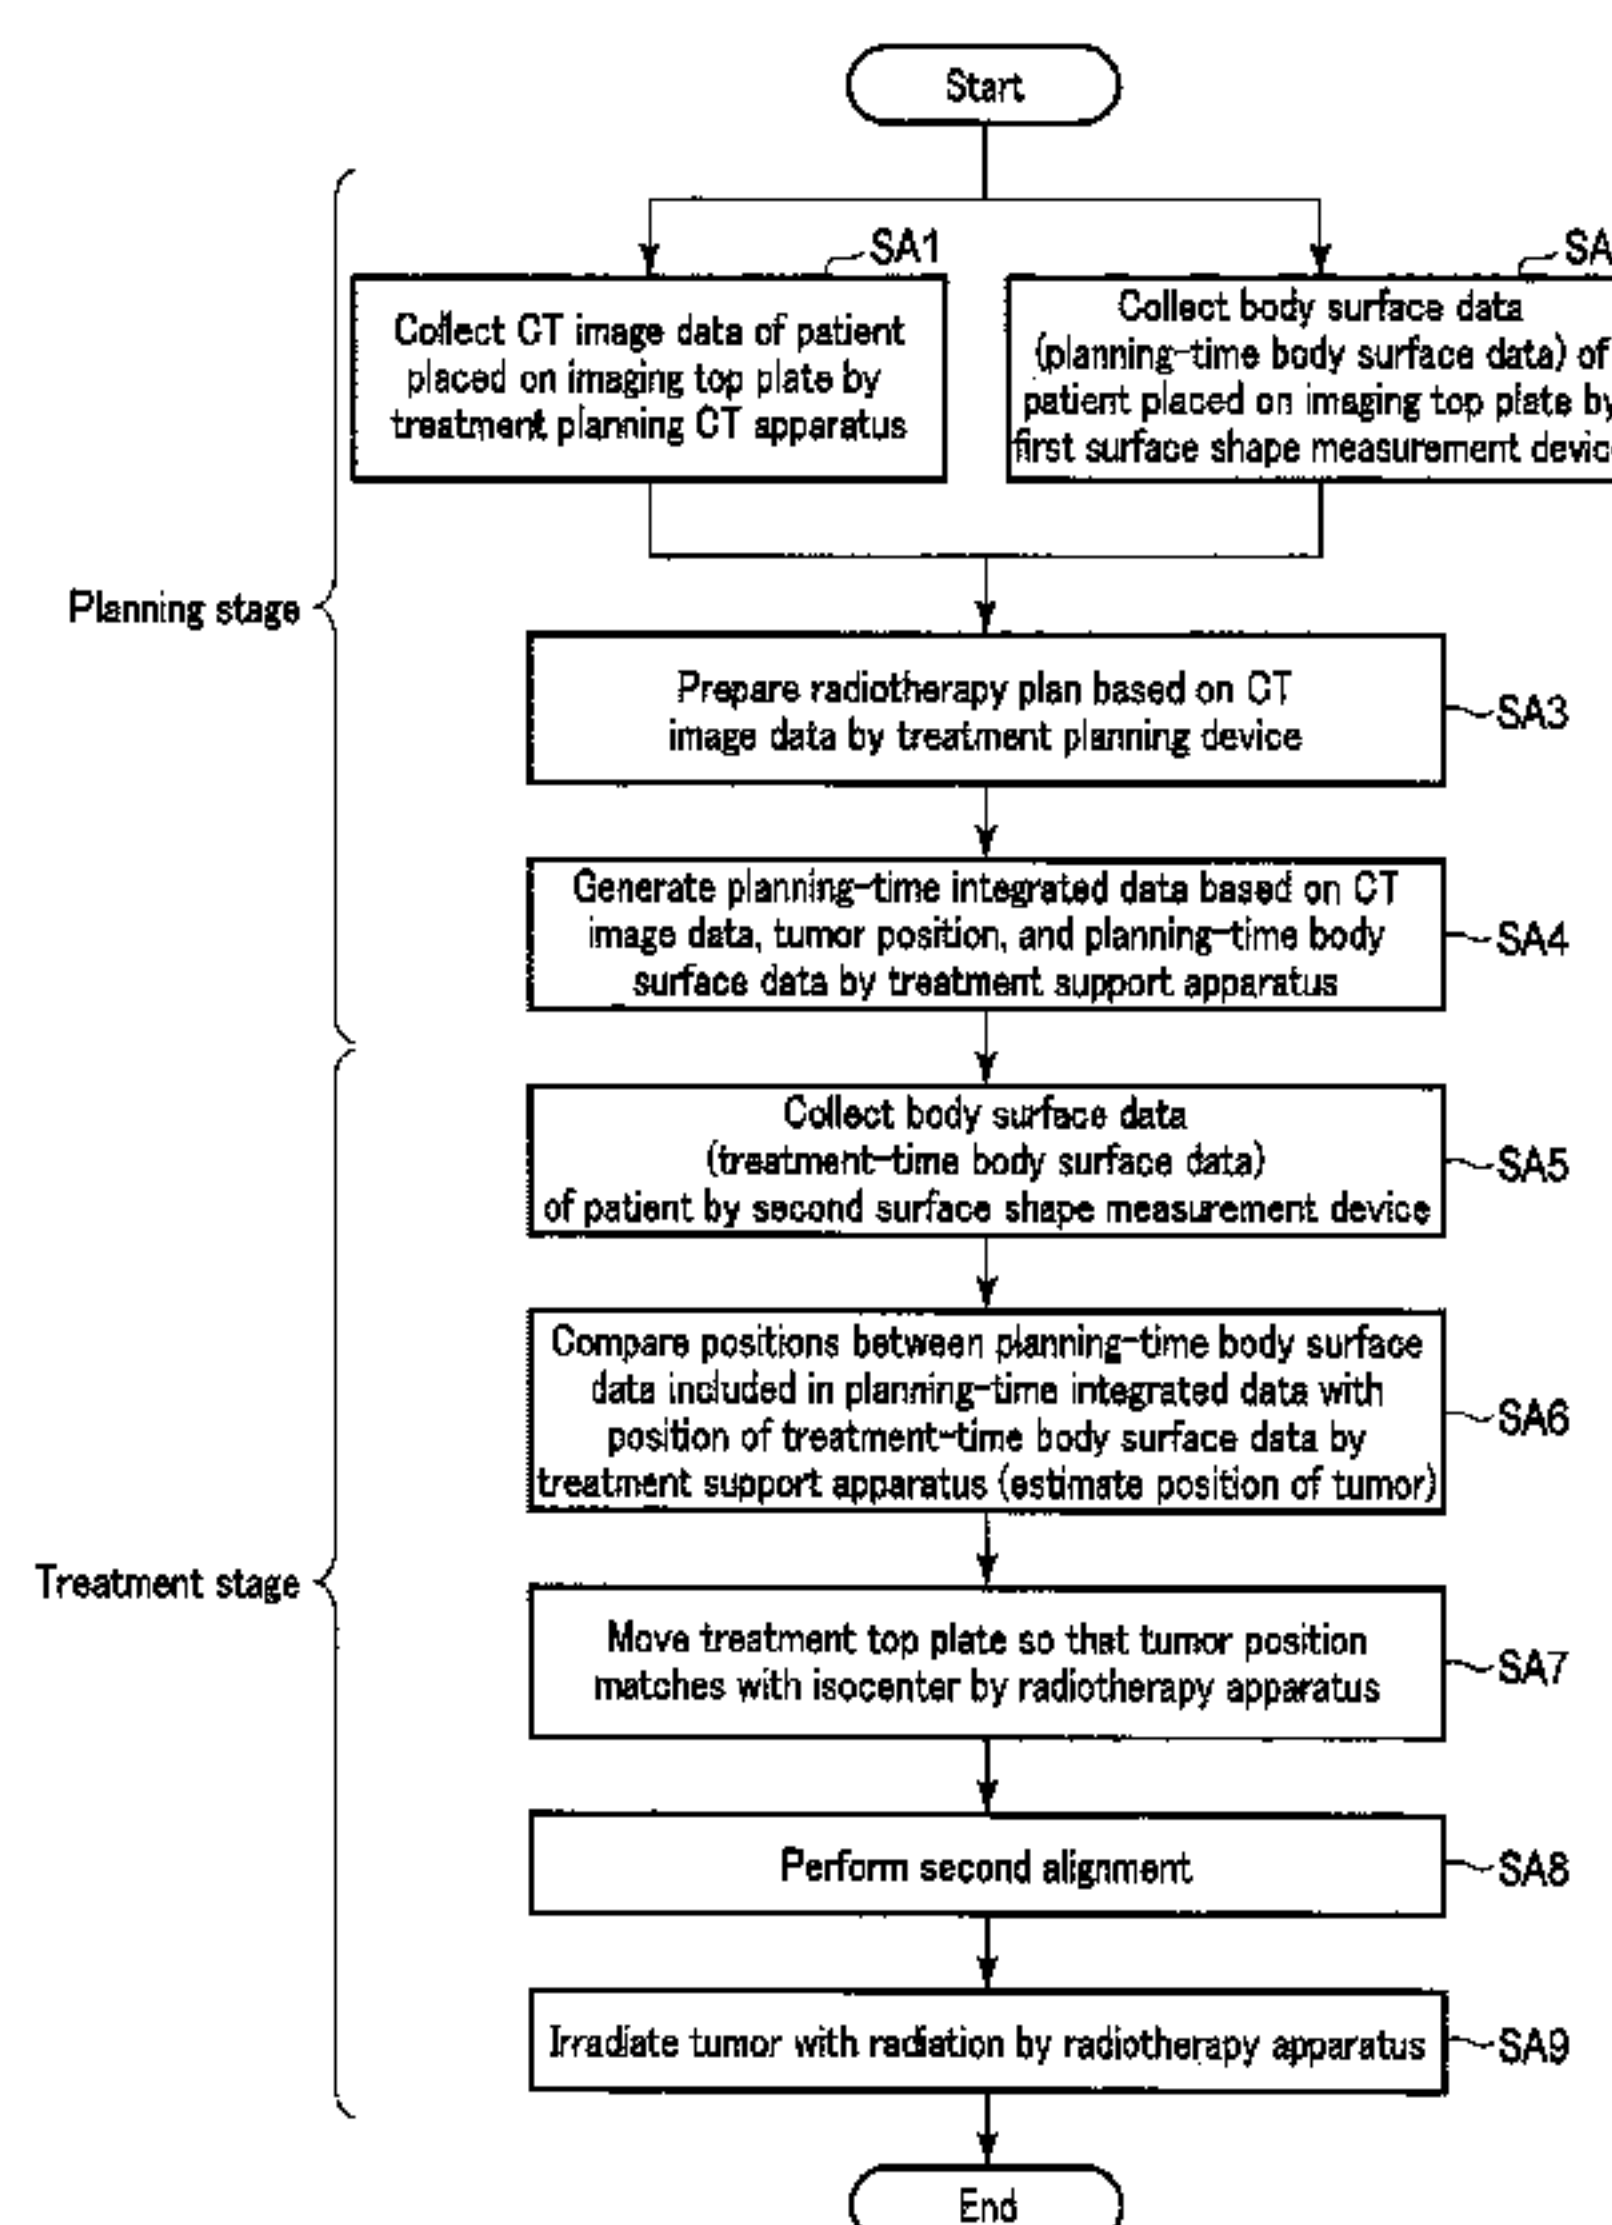 Start
SA1
SA
Collect CT image data of patient
placed on imaging top plate by
treatment planning CT apparatus
Collect body surface data
(planning-time body surface data) of
patient placed on imaging top plate by
first surface shape measurement
Planning stage
Prepare radiotherapy plan based on CT
image data by treatment planning device
SA3
Generate planning-time integrated data based on CT
image data, tumor position, and planning-time body
surface data by treatment support apparatus
SA4
Collect body surface data
(treatment-time body surface data)
of patient by second surface shape measurement device
SA5
Compare positions between planning-time body surface
data included in planning-time integrated data with
position of treatment-time body surface data by
treatment support apparatus (estimate position of tumor)
SA6
Treatment stage
Move treatment top plate so that tumor position
matches with isocenter by radiotherapy apparatus
SA7
Perform second alignment
SA8
Irradiate tumor with radiation by radiotherapy apparatus
SA9
End